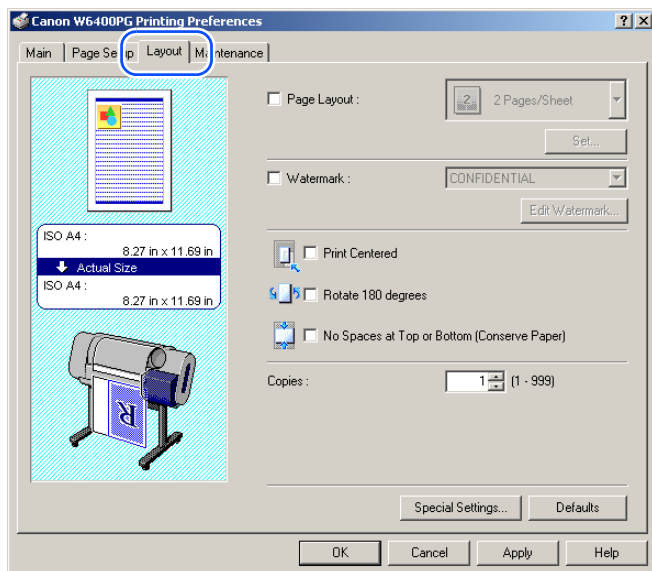 Canon W6400PG Printing Preferences
Main Page Setup Layout Maintenance
Page Layout :
2 2 Pages/Sheet
Set...
Watermark :
CONFIDENTIAL
Edit Watermark...
ISO A4 :
8.27 in x 11.69 in
Actual Size
ISO A4 :
8.27 in x 11.69 in
R
Print Centered
Rotate 180 degrees
No Spaces at Top or Bottom (Conserve Paper)
Copies :
1 (1 - 999)
Special Settings... Defaults
OK Cancel Apply Help